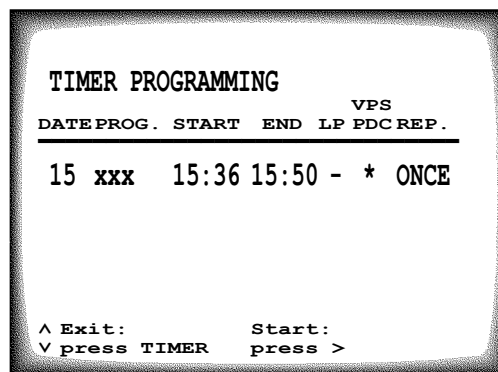 TIMER PROGRAMMING
VPS
DATE PROG. START END LP PDC REP.
15 xxx 15:36 15:50 - * ONCE
^ Exit: Start:
v press TIMER press >